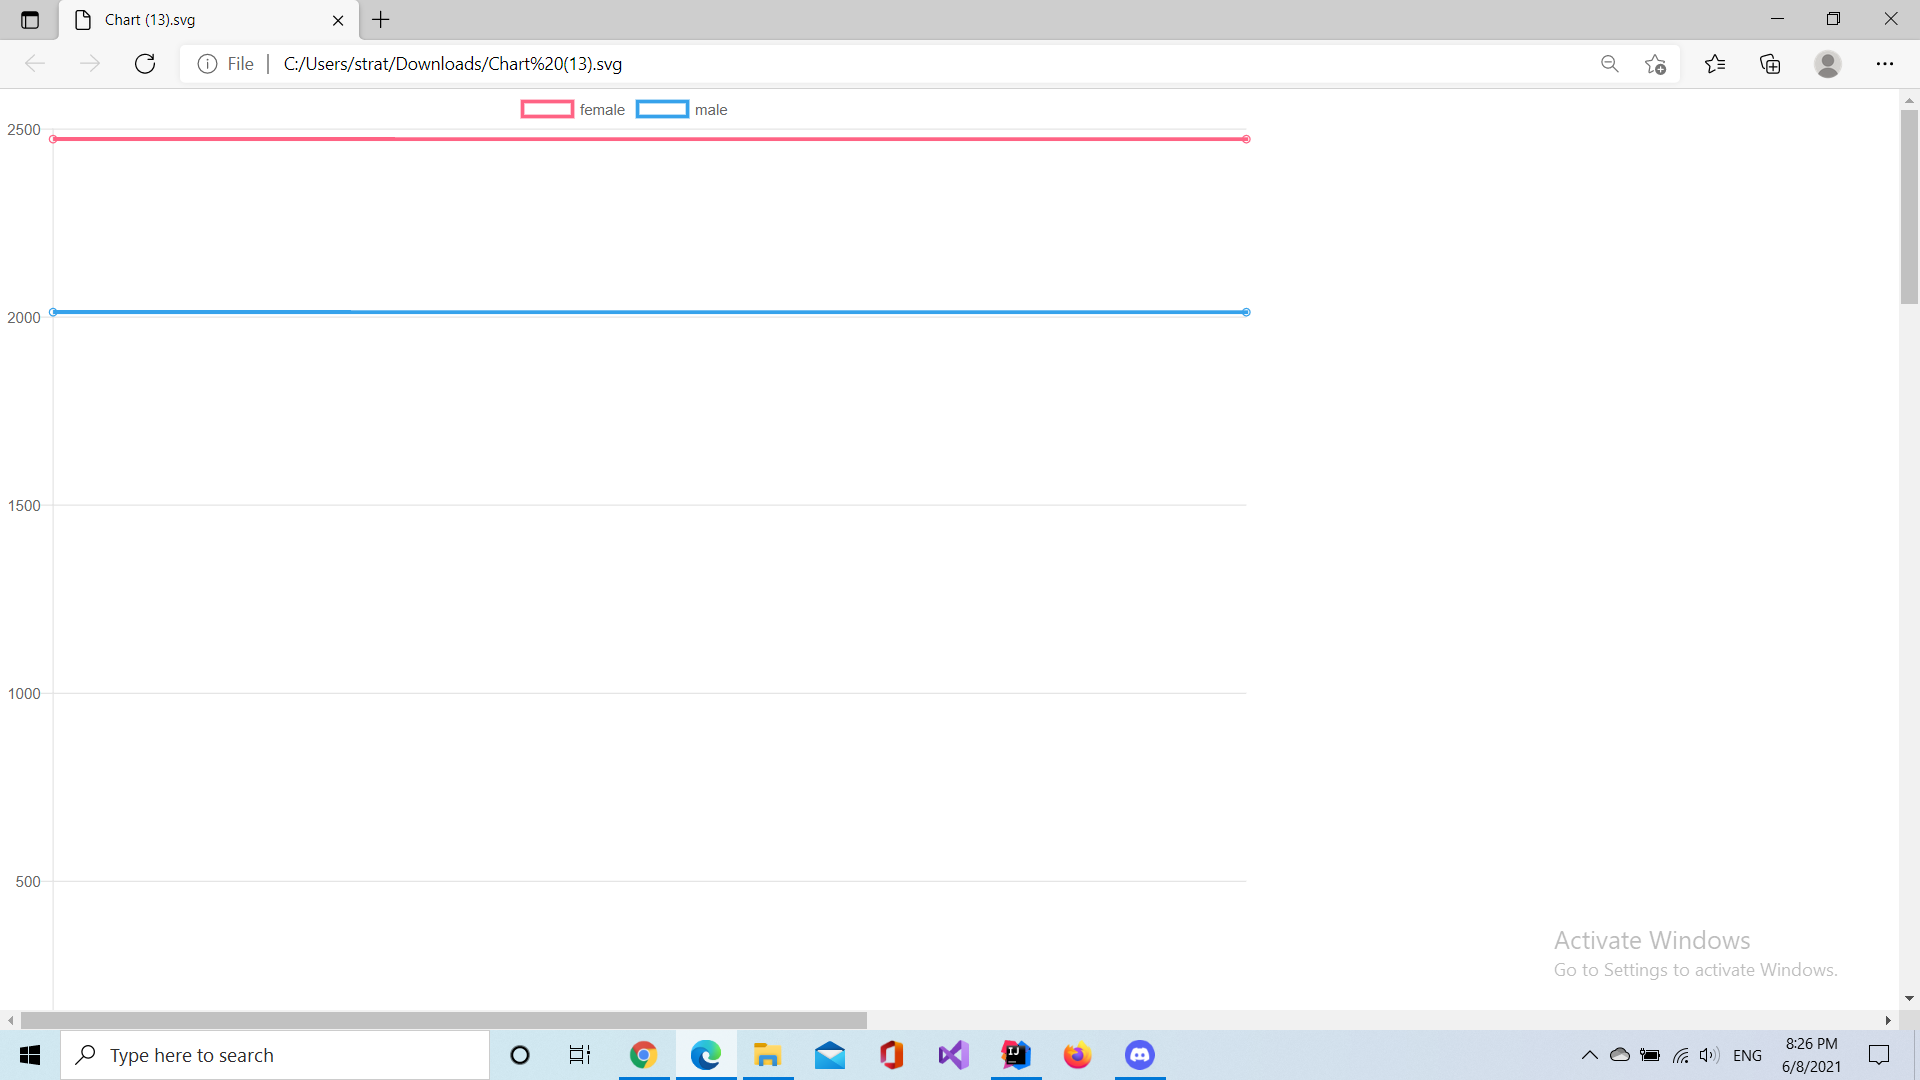 Chart (13).svg
File
C:/Users/strat/Downloads/Chart%20(13).svg
female male
2500
2000
1500
1000
500
Activate Windows
Go to Settings to activate Windows.
Type here to search
ENG
8:26 PM
6/8/2021